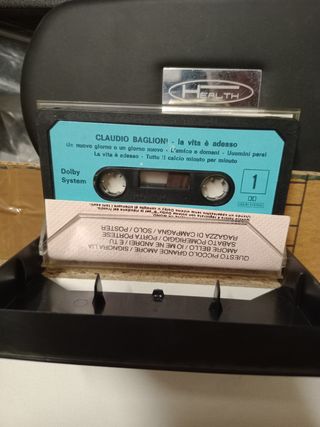 HEALTH
CLAUDIO BAGLIONI - la vita è adesso
Un nuovo giorno o un giorno nuovo - L'amico e domani - Uomini persi
La vita è adesso - Tutto il calcio minuto per minuto
Dolby
System
1
QUESTO PICCOLO GRANDE AMORE / SIGNORA LIA
AMORE BELLO / IO ME NE ANDREI / E TU
SABATO POMERIGGIO / PORTA PORTESE
RAGAZZA DI CAMPAGNA / SOLO / POSTER